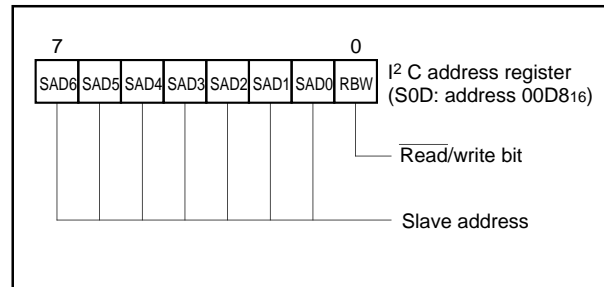 7 0
SAD6 SAD5 SAD4 SAD3 SAD2 SAD1 SAD0 RBW
I² C address register
(S0D: address 00D8₁₆)
R̅e̅a̅d̅/write bit
Slave address